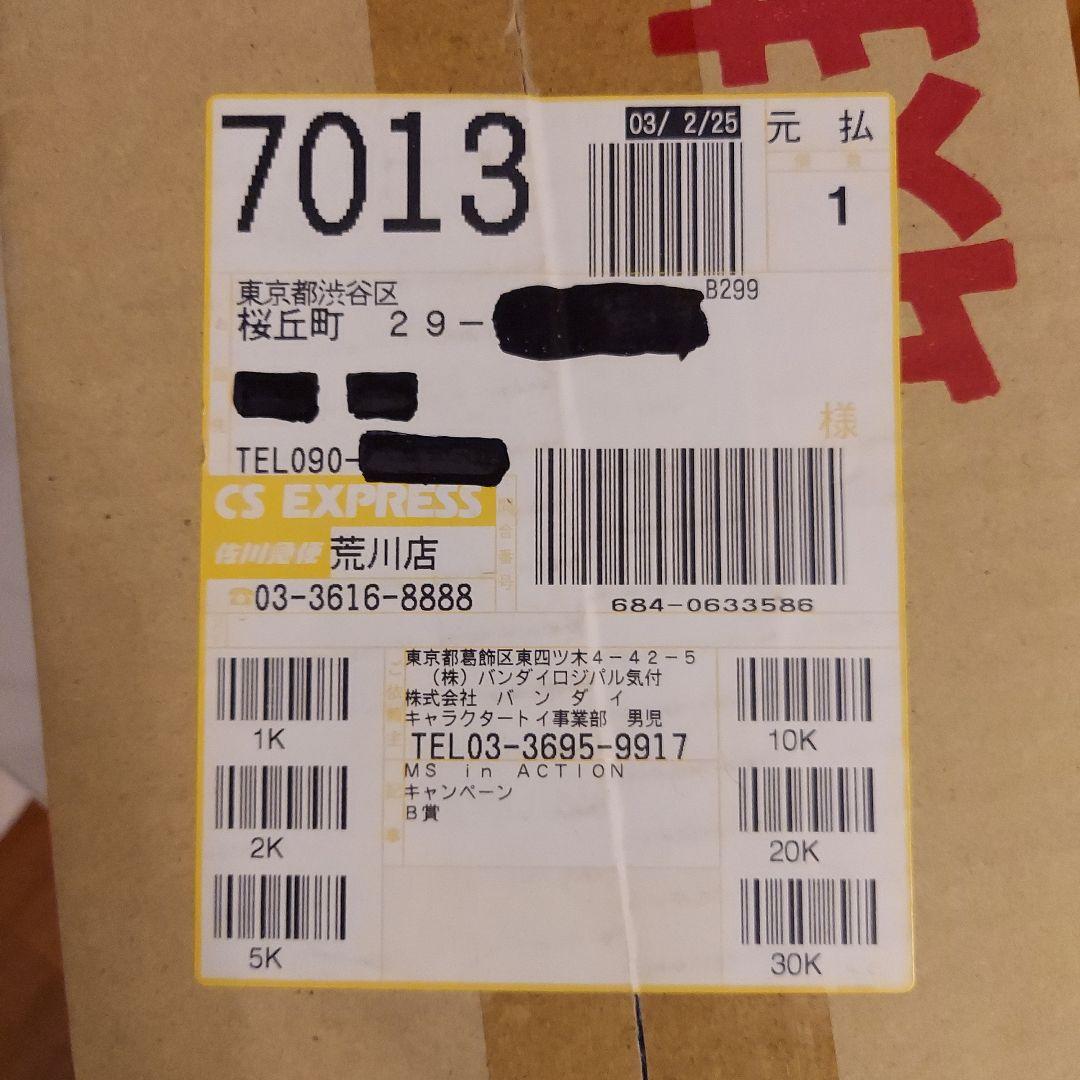 7013
03/ 2/25
元 払
個 数
1
B299
東京都渋谷区
桜丘町 29-
様
TEL090-
CS EXPRESS
佐川急便 荒川店
☎03-3616-8888
684-0633586
東京都葛飾区東四ツ木4-42-5
(株)バンダイロジパル気付
株式会社 バ ン ダ イ
キャラクタートイ事業部 男児
TEL03-3695-9917
MS in ACTION
キャンペーン
B賞
1K
2K
5K
10K
20K
30K